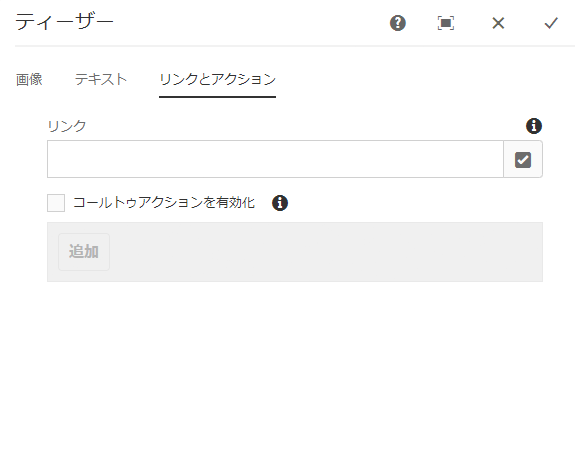 ティーザー
画像 テキスト リンクとアクション
リンク
コールトゥアクションを有効化
追加